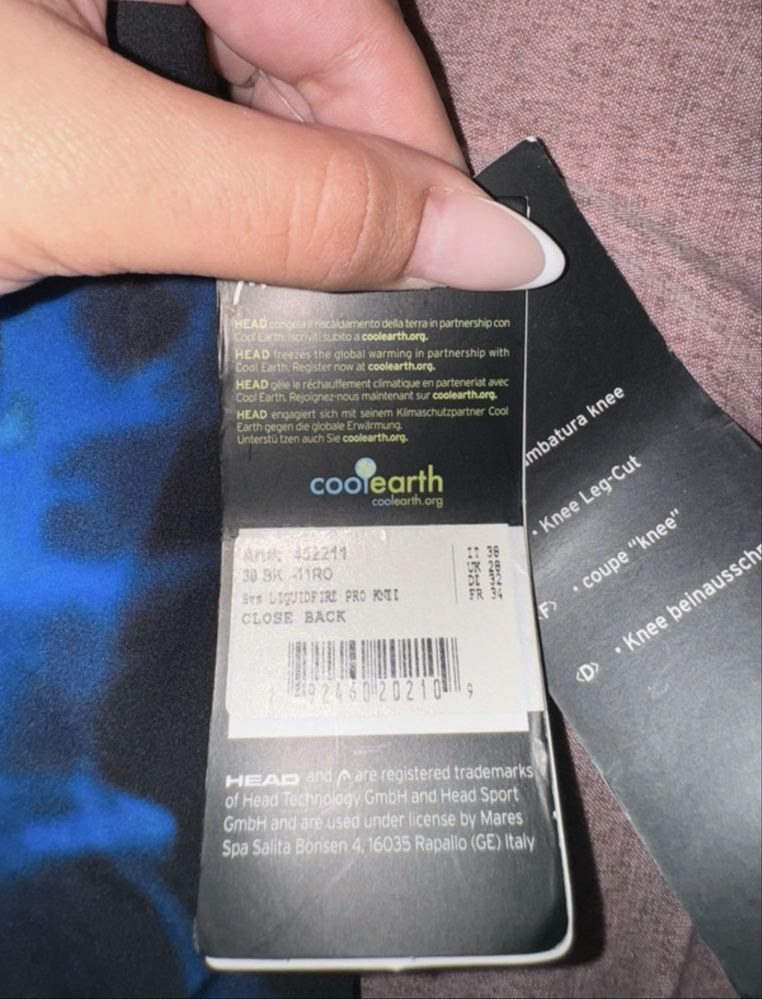 HEAD congela il riscaldamento della terra in partnership con
Cool Earth. Iscriviti subito a coolearth.org.
HEAD freezes the global warming in partnership with
Cool Earth. Register now at coolearth.org.
HEAD gèle le réchauffement climatique en parteneriat avec
Cool Earth. Rejoignez-nous maintenant sur coolearth.org.
HEAD engagiert sich mit seinem Klimaschutzpartner Cool
Earth gegen die globale Erwärmung.
Unterstü tzen auch Sie coolearth.org.
coolearth
coolearth.org
Art#: 452211
38 BK -11RO
IT 38
UK 28
DE 32
FR 34
LIQUIDFIRE PRO KNEE
CLOSE BACK
92460 20210 9
HEAD and are registered trademarks
of Head Technology GmbH and Head Sport
GmbH and are used under license by Mares
Spa Salita Bonsen 4, 16035 Rapallo (GE) Italy
knee
• Knee Leg-Cut
• coupe "knee"
<D> • Knee